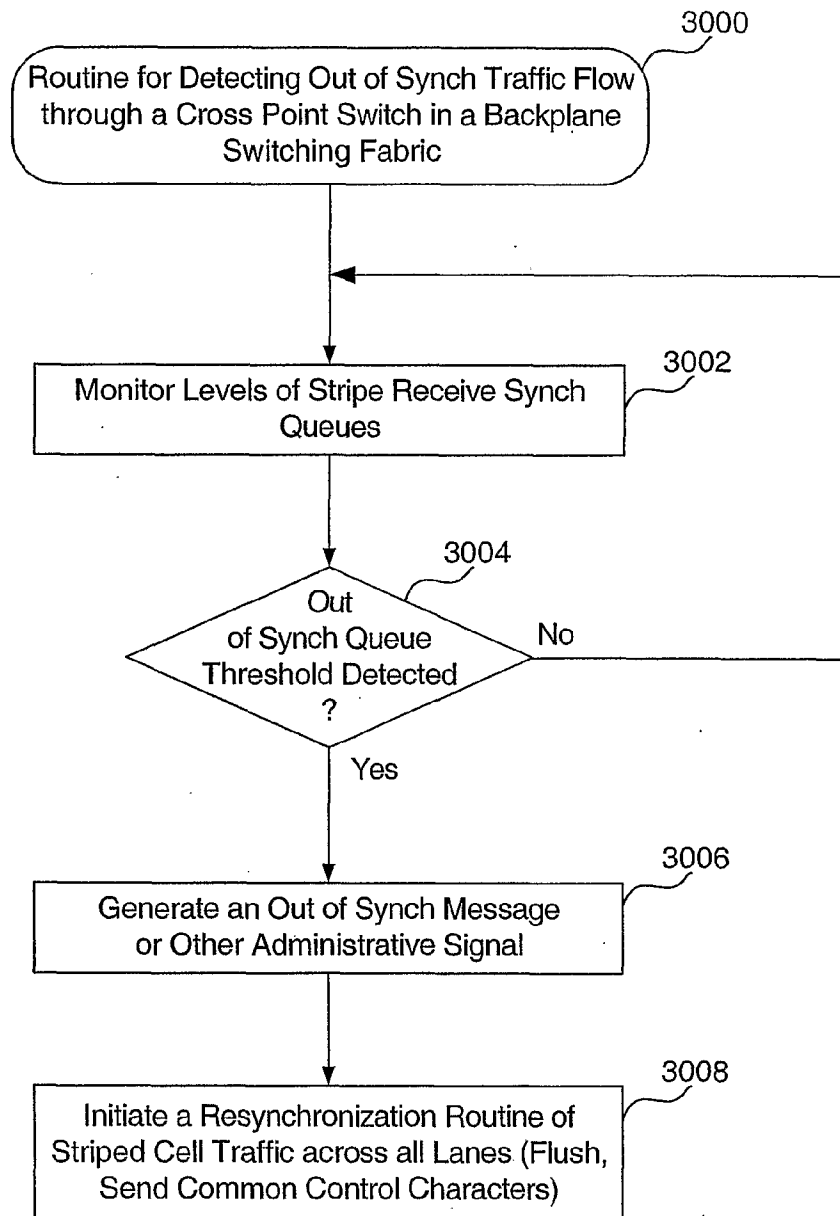 3000
Routine for Detecting Out of Synch Traffic Flow
through a Cross Point Switch in a Backplane
Switching Fabric
3002
Monitor Levels of Stripe Receive Synch
Queues
3004
Out
of Synch Queue
Threshold Detected
?
No
Yes
3006
Generate an Out of Synch Message
or Other Administrative Signal
3008
Initiate a Resynchronization Routine of
Striped Cell Traffic across all Lanes (Flush,
Send Common Control Characters)